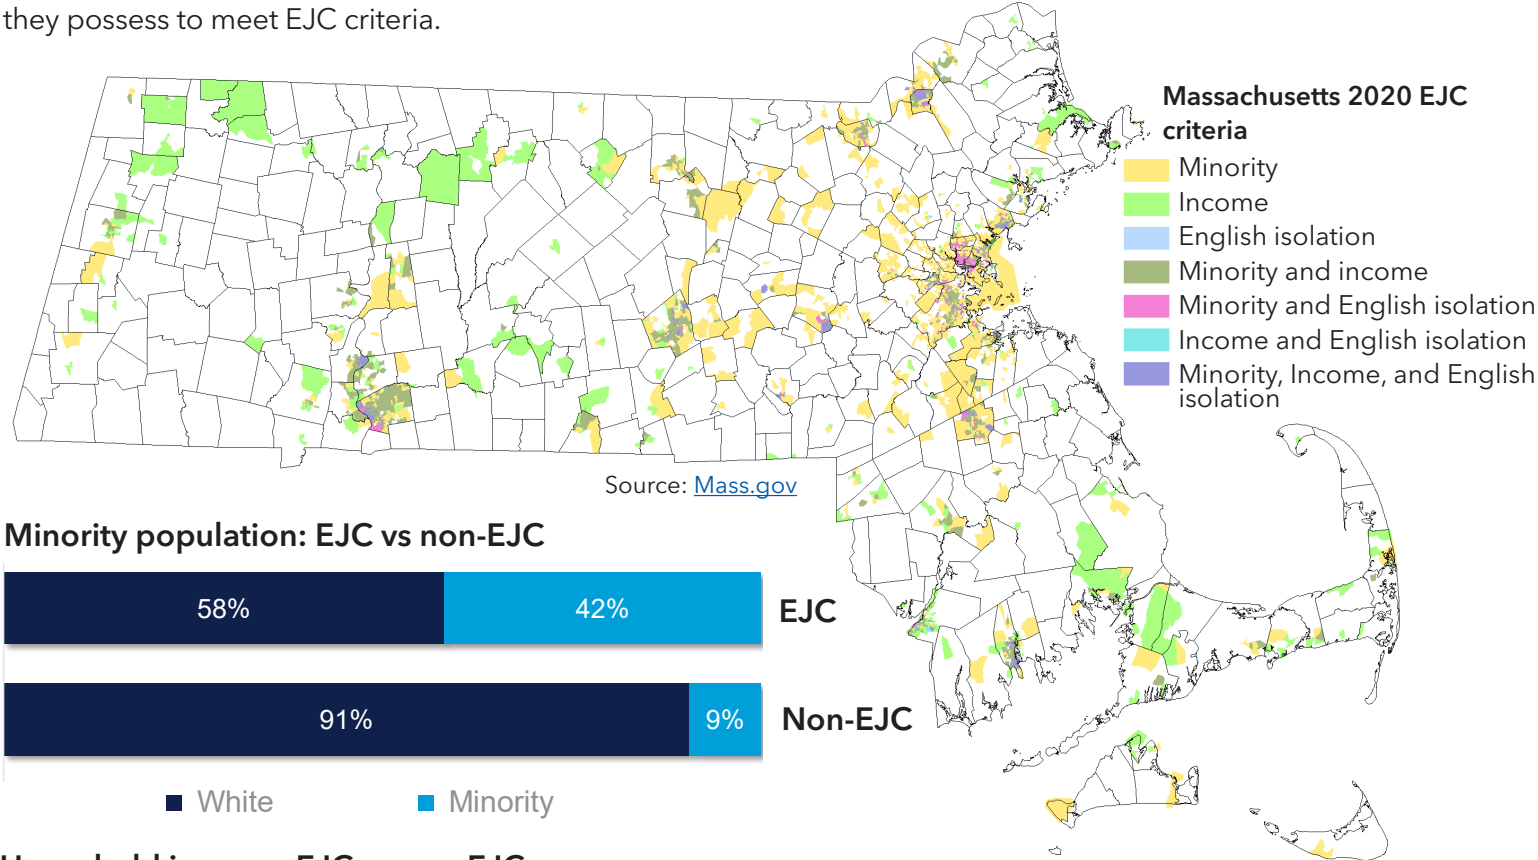 they possess to meet EJC criteria.
Massachusetts 2020 EJC
criteria
Minority
Income
English isolation
Minority and income
Minority and English isolation
Income and English isolation
Minority, Income, and English
isolation
Source: Mass.gov
Minority population: EJC vs non-EJC
58%
42%
EJC
91%
9%
Non-EJC
White
Minority